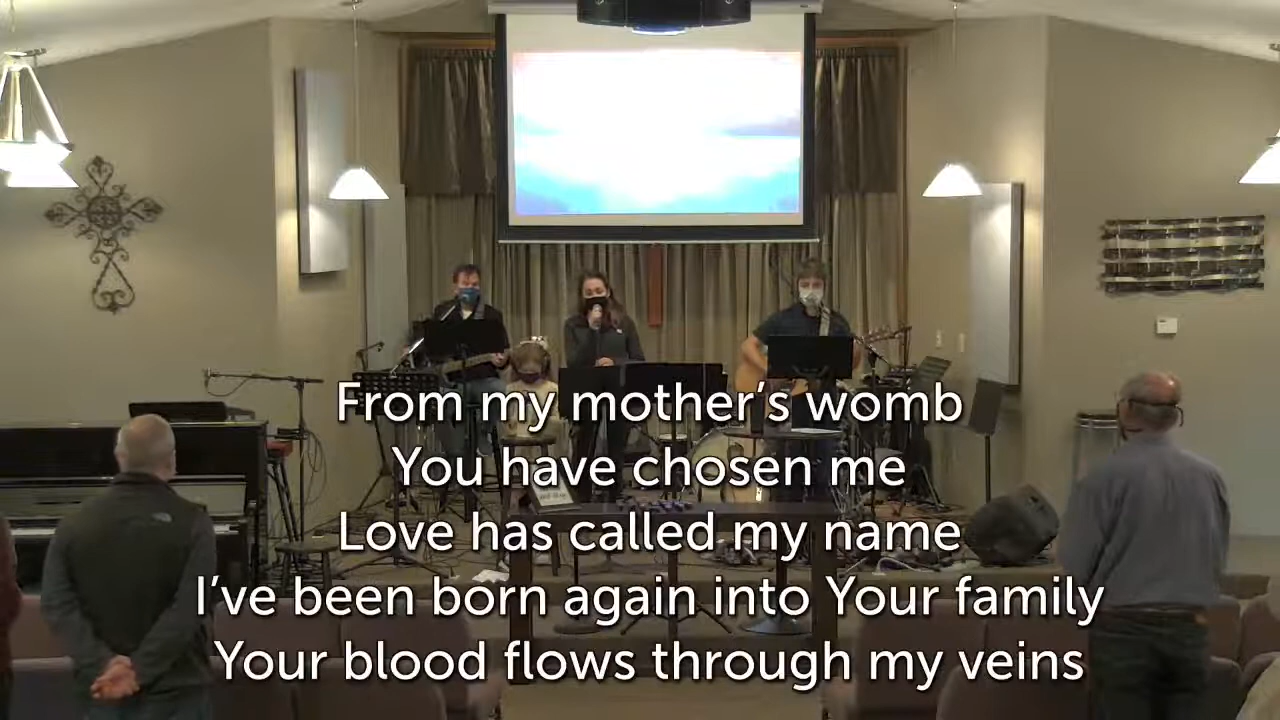 From my mother's womb
You have chosen me
Love has called my name
I've been born again into Your family
Your blood flows through my veins